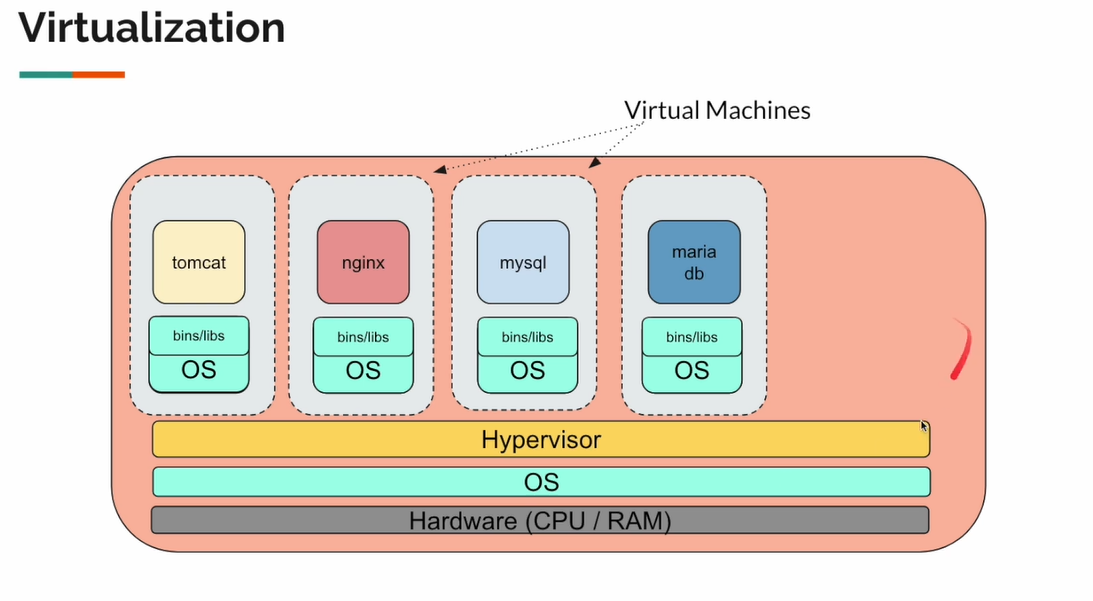 Virtualization
Virtual Machines
tomcat
nginx
mysql
maria
db
bins/libs
bins/libs
bins/libs
bins/libs
OS
OS
OS
OS
Hypervisor
OS
Hardware (CPU / RAM)